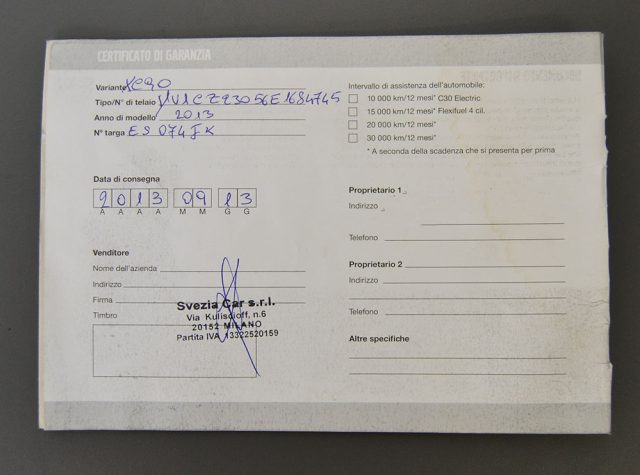 CERTIFICATO DI GARANZIA
Variante XC90
Tipo/N° di telaio YV1CZ23056E1684745
Anno di modello 2013
N° targa ES 074JK
Data di consegna
2013 09 13
A A A A M M G G
Venditore
Nome dell'azienda
Indirizzo
Firma
Timbro
Svezia Car s.r.l.
Via Kuliscioff, n.6
20152 MILANO
Partita IVA 13322520159
Intervallo di assistenza dell'automobile:
10 000 km/12 mesi* C30 Electric
15 000 km/12 mesi* Flexifuel 4 cil.
20 000 km/12 mesi*
30 000 km/12 mesi*
* A seconda della scadenza che si presenta per prima
Proprietario 1
Indirizzo
Telefono
Proprietario 2
Indirizzo
Telefono
Altre specifiche